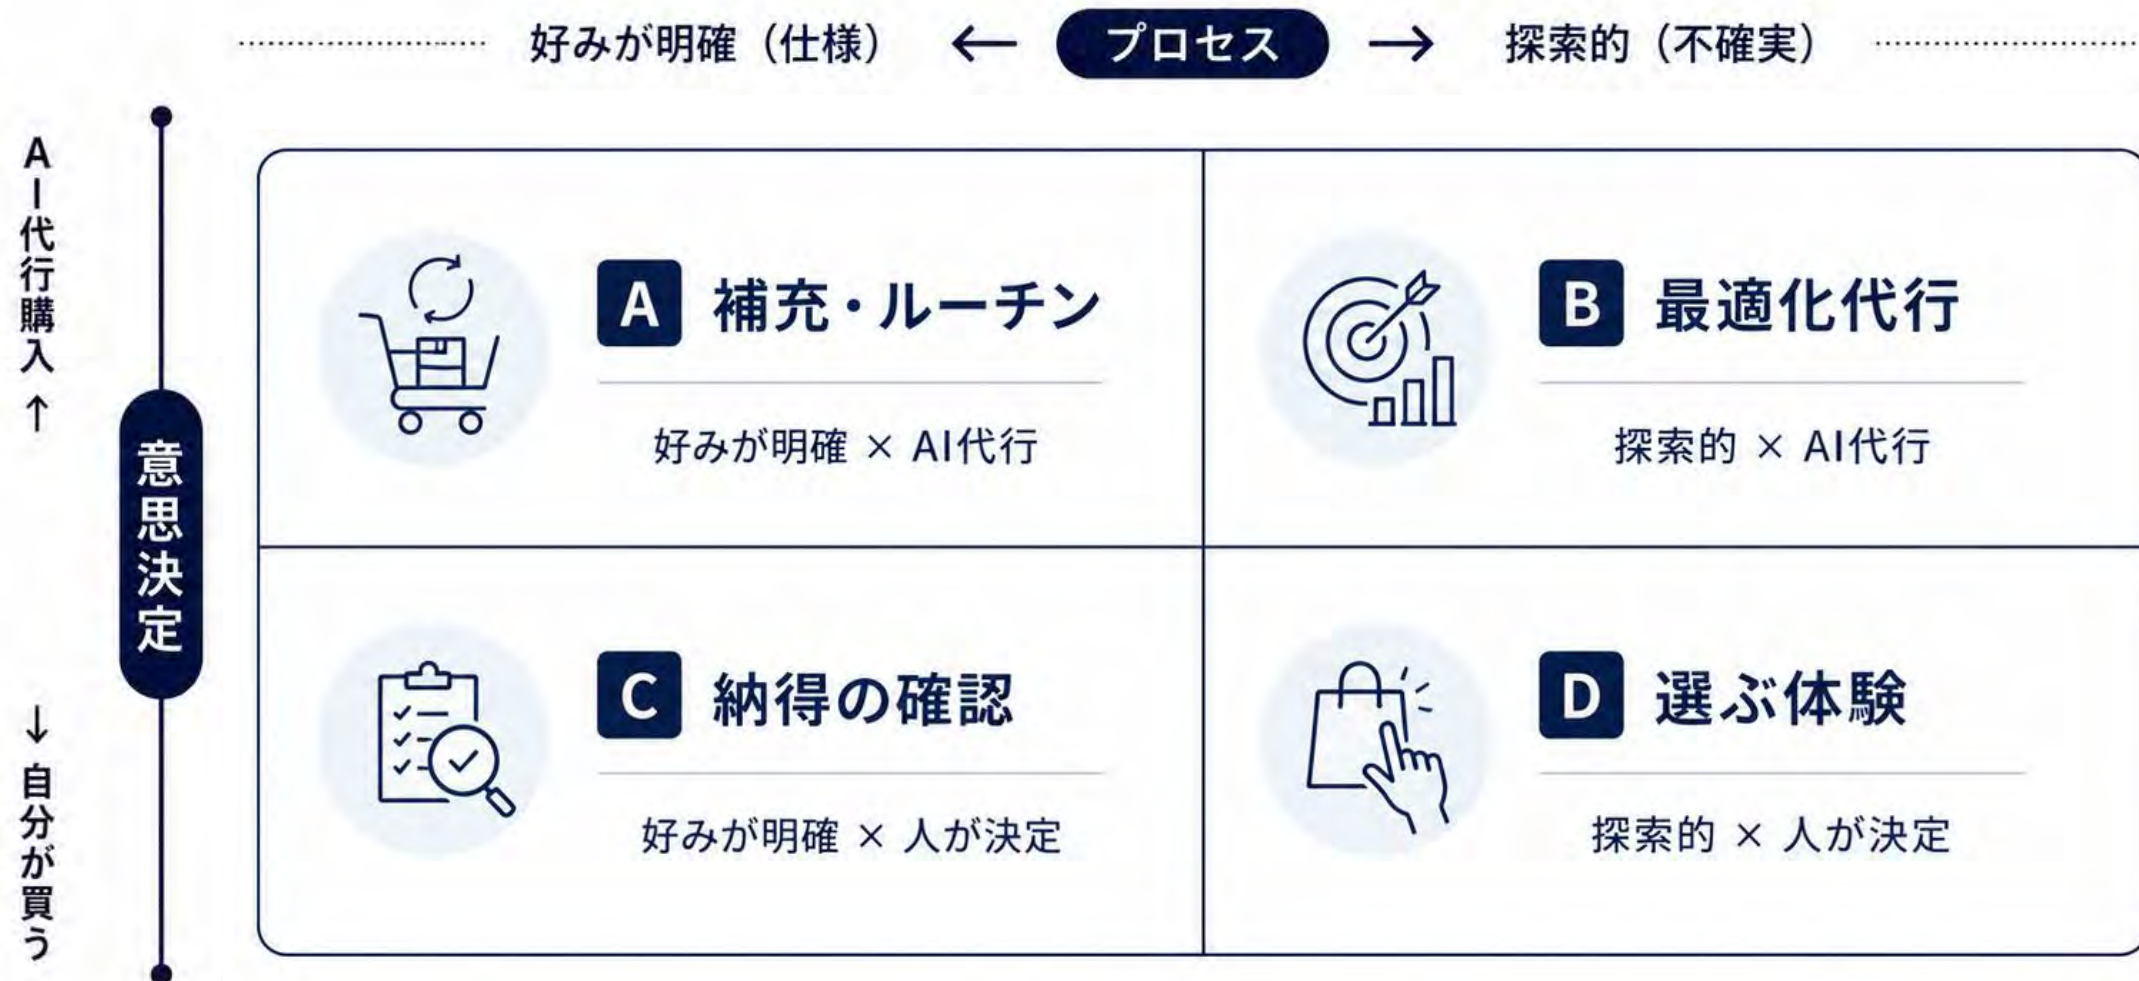 好みが明確（仕様） ← プロセス → 探索的（不確実）
AI代行購入 ↑
意思決定
↓ 自分が買う
A 補充・ルーチン
好みが明確 × AI代行
B 最適化代行
探索的 × AI代行
C 納得の確認
好みが明確 × 人が決定
D 選ぶ体験
探索的 × 人が決定